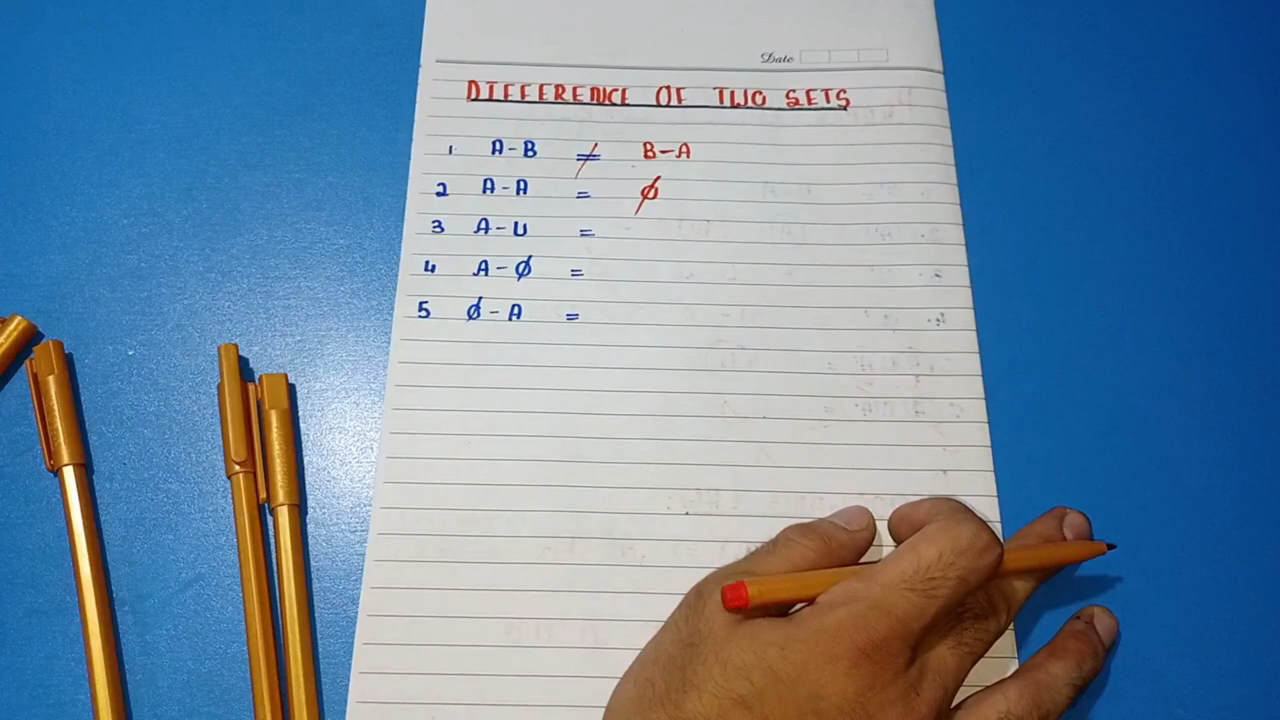 Date
DIFFERENCE OF TWO SETS
1 A-B ≠ B-A
2 A-A = ∅
3 A-U =
4 A-∅ =
5 ∅-A =